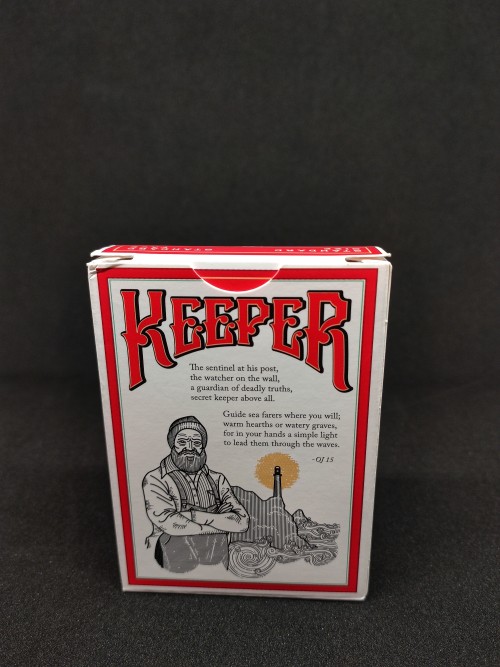 KEEPER
The sentinel at his post,
the watcher on the wall,
a guardian of deadly truths,
secret keeper above all.
Guide sea farers where you will;
warm hearths or watery graves,
for in your hands a simple light
to lead them through the waves.
-OJ 15